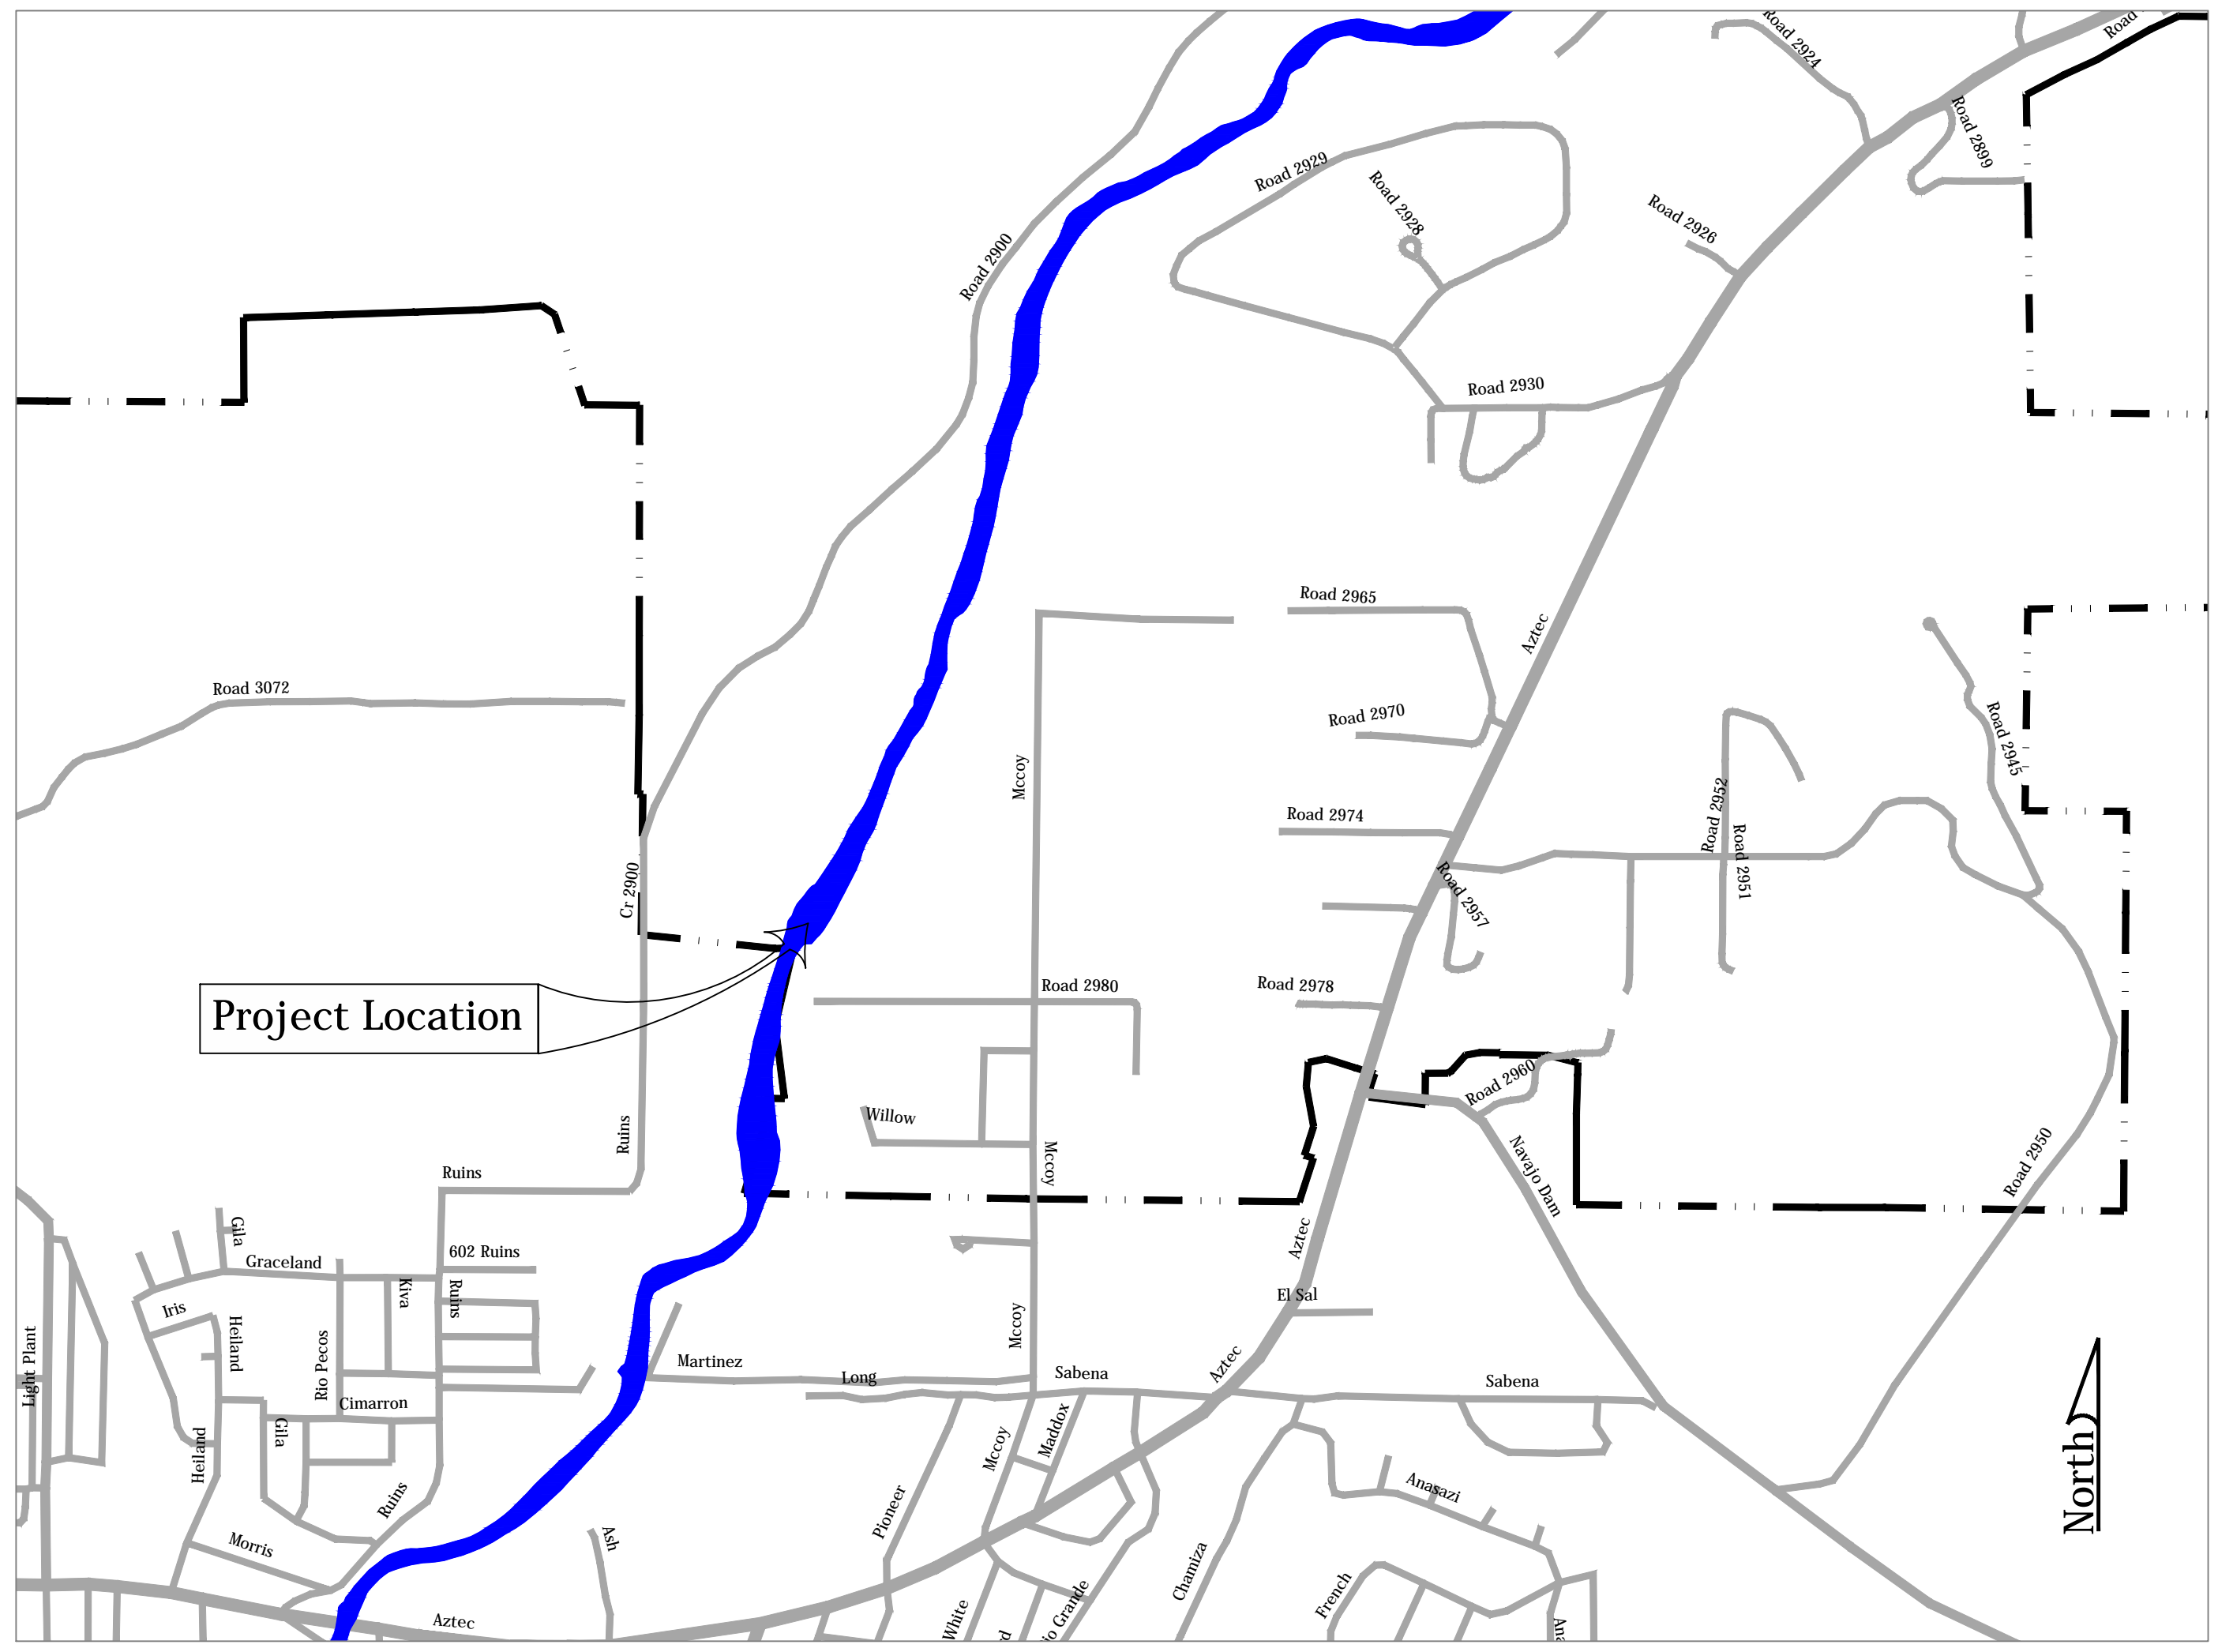 Road
Road 2924
Road 2899
Road 2929
Road 2928
Road 2926
Road 2900
Road 2930
Road 2965
Aztec
Road 3072
Road 2970
Road 2945
Mccoy
Road 2952
Road 2974
Road 2951
Cr 2900
Road 2957
Road 2980
Road 2978
Project Location
Road 2960
Willow
Ruins
Mccoy
Navajo Dam
Road 2950
Ruins
Gila
602 Ruins
Aztec
Graceland
Kiva
Ruins
El Sal
Iris
Heiland
Rio Pecos
Mccoy
Light Plant
Martinez
Long
Sabena
Aztec
Sabena
Cimarron
Gila
Heiland
Mccoy
Maddox
North
Ruins
Pioneer
Anasazi
Morris
Ash
Chamiza
French
Aztec
White
rd
io Grande
Ana